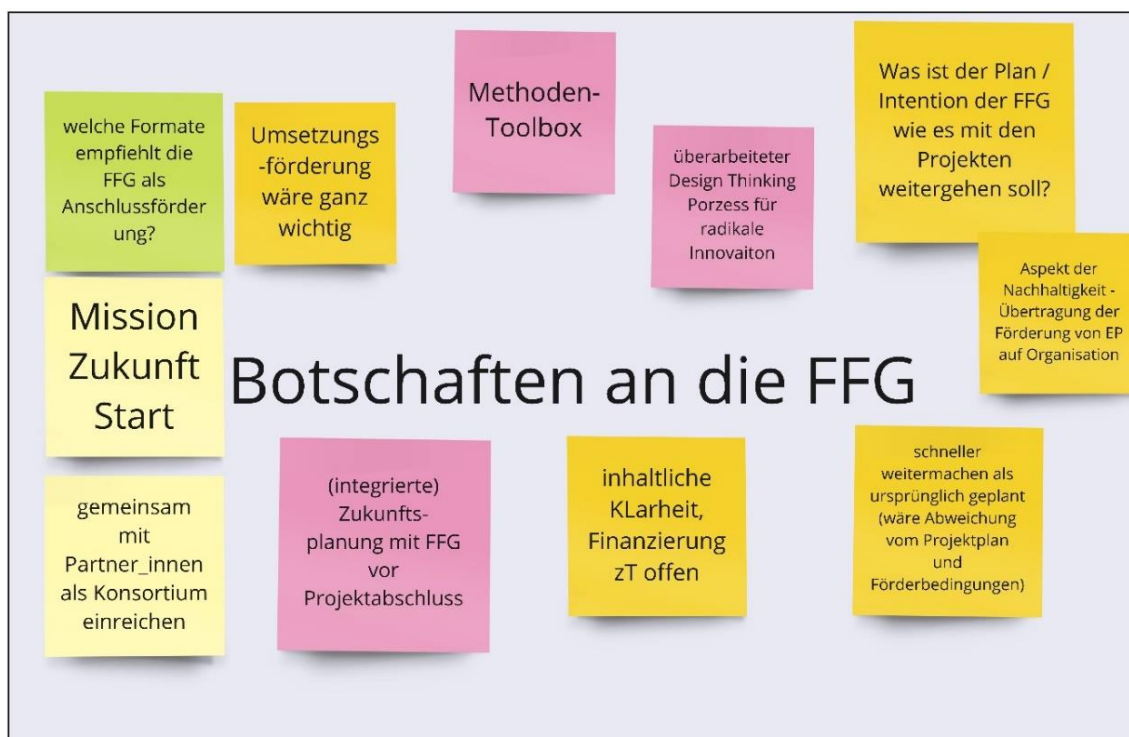 welche Formate
empfiehlt die
FFG als
Anschlussförder
ung?
Umsetzungs
-förderung
wäre ganz
wichtig
Methoden-
Toolbox
überarbeiteter
Design Thinking
Porzess für
radikale
Innovaiton
Was ist der Plan /
Intention der FFG
wie es mit den
Projekten
weitergehen soll?
Aspekt der
Nachhaltigkeit -
Übertragung der
Förderung von EP
auf Organisation
Mission
Zukunft
Start
Botschaften an die FFG
gemeinsam
mit
Partner_innen
als Konsortium
einreichen
(integrierte)
Zukunfts-
planung mit FFG
vor
Projektabschluss
inhaltliche
KLarheit,
Finanzierung
zT offen
schneller
weitermachen als
ursprünglich geplant
(wäre Abweichung
vom Projektplan
und
Förderbedingungen)